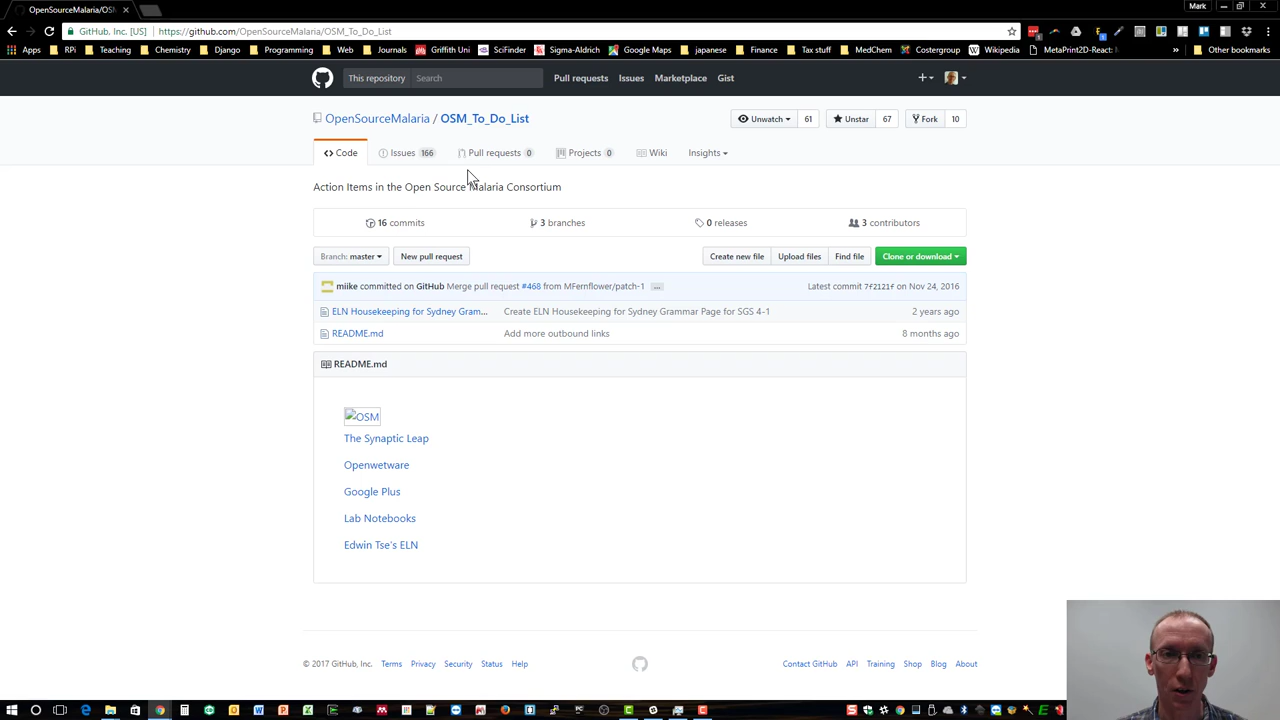 OpenSourceMalaria/OSM
Mark
GitHub, Inc. [US]
https://github.com/OpenSourceMalaria/OSM_To_Do_List
Apps RPi Teaching Chemistry Django Programming Web Journals Griffith Uni SciFinder Sigma-Aldrich Google Maps japanese Finance Tax stuff MedChem Costergroup Wikipedia MetaPrint2D-React: » Other bookmarks
This repository Search Pull requests Issues Marketplace Gist
OpenSourceMalaria / OSM_To_Do_List
Unwatch 61 Unstar 67 Fork 10
Code Issues 166 Pull requests 0 Projects 0 Wiki Insights
Action Items in the Open Source Malaria Consortium
16 commits 3 branches 0 releases 3 contributors
Branch: master New pull request Create new file Upload files Find file Clone or download
miike committed on GitHub Merge pull request #468 from MFernflower/patch-1 ... Latest commit 7f2121f on Nov 24, 2016
ELN Housekeeping for Sydney Gram... Create ELN Housekeeping for Sydney Grammar Page for SGS 4-1 2 years ago
README.md Add more outbound links 8 months ago
README.md
OSM
The Synaptic Leap
Openwetware
Google Plus
Lab Notebooks
Edwin Tse's ELN
© 2017 GitHub, Inc. Terms Privacy Security Status Help Contact GitHub API Training Shop Blog About